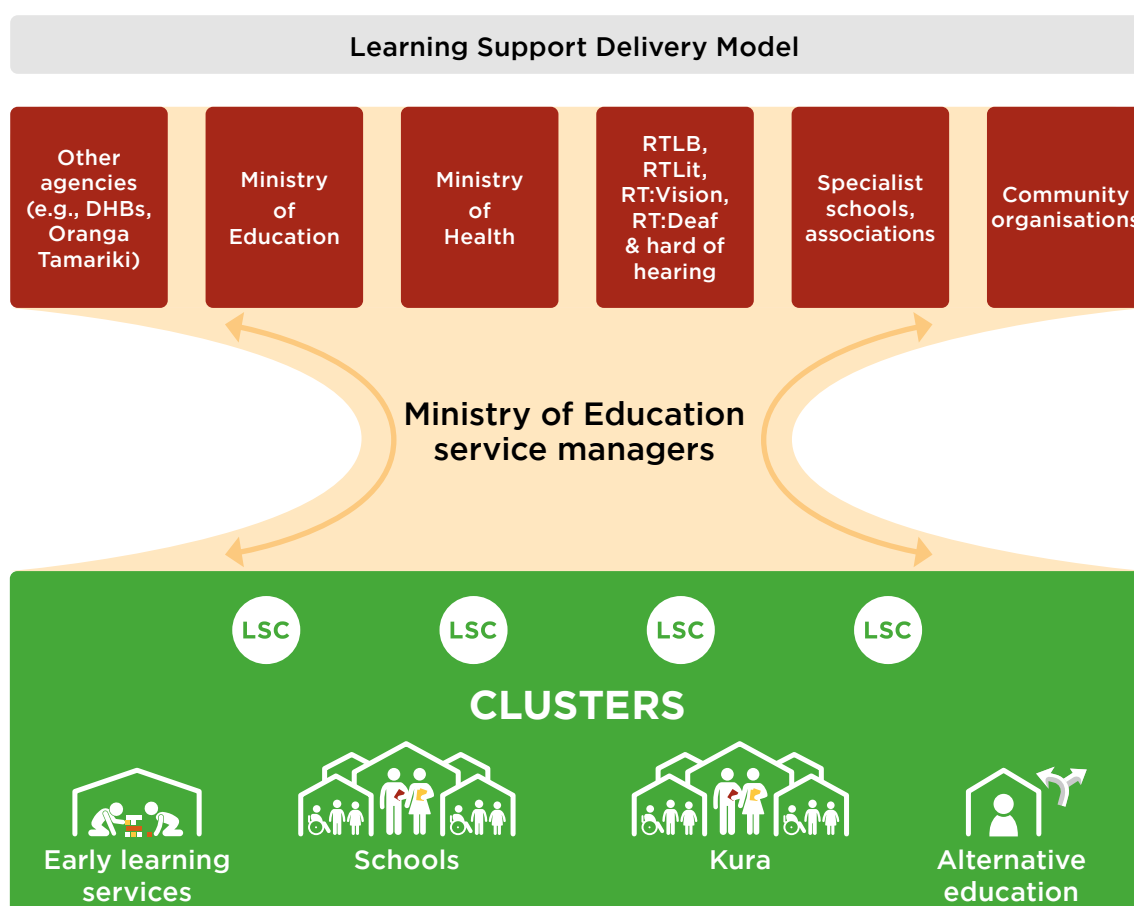 Learning Support Delivery Model
Other
agencies
(e.g., DHBs,
Oranga
Tamariki)
Ministry
of
Education
Ministry
of
Health
RTLB,
RTLit,
RT:Vision,
RT:Deaf
& hard of
hearing
Specialist
schools,
associations
Community
organisations
Ministry of Education
service managers
LSC
LSC
LSC
LSC
CLUSTERS
Early learning
services
Schools
Kura
Alternative
education